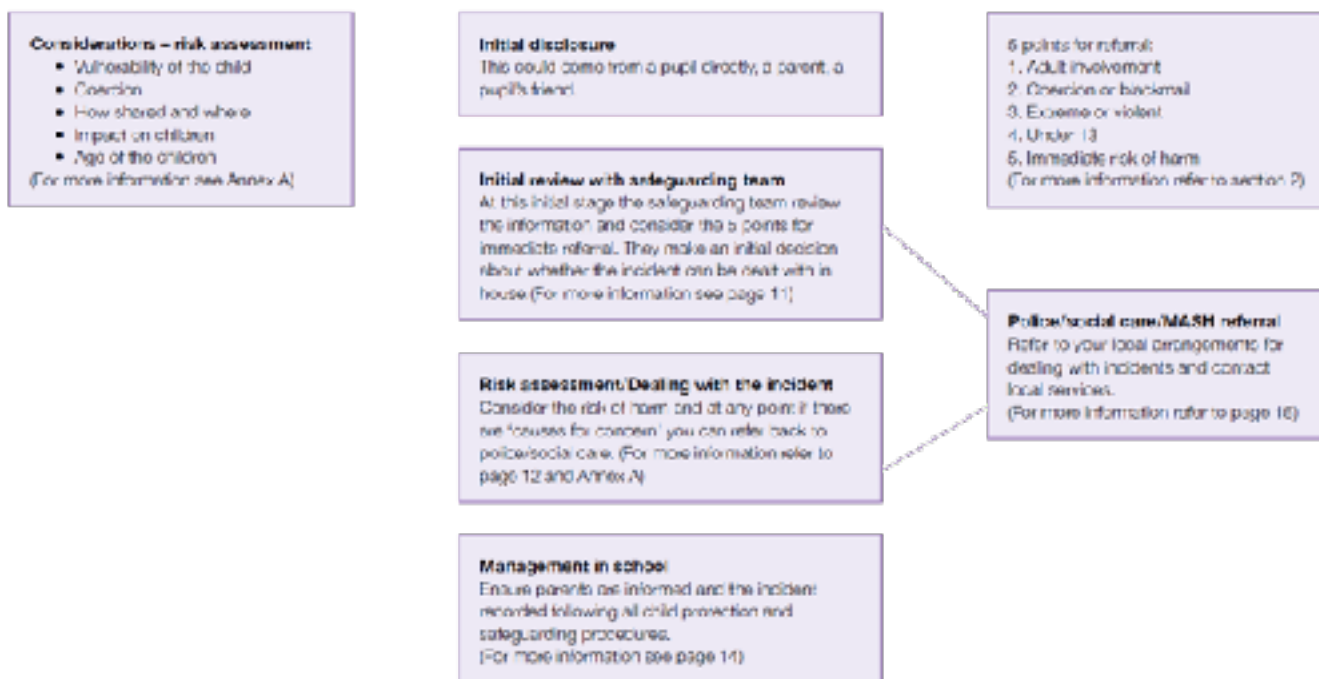 Considerations – risk assessment
• Vulnerability of the child
• Coercion
• How shared and where
• Impact on children
• Age of the children
(For more information see Annex A)
Initial disclosure
This could come from a pupil directly, a parent, a
pupil's friend.
Initial review with safeguarding team
At this initial stage the safeguarding team review
the information and consider the 5 points for
immediate referral. They make an initial decision
about whether the incident can be dealt with in
house.(For more information see page 11)
Risk assessment/Dealing with the incident
Consider the risk of harm and at any point if there
are 'causes for concern' you can refer back to
police/social care. (For more information refer to
page 12 and Annex A)
Management in school
Ensure parents are informed and the incident
recorded following all child protection and
safeguarding procedures.
(For more information see page 14)
5 points for referral:
1. Adult involvement
2. Coercion or blackmail
3. Extreme or violent
4. Under 13
5. Immediate risk of harm
(For more information refer to section 2)
Police/social care/MASH referral
Refer to your local arrangements for
dealing with incidents and contact
local services.
(For more information refer to page